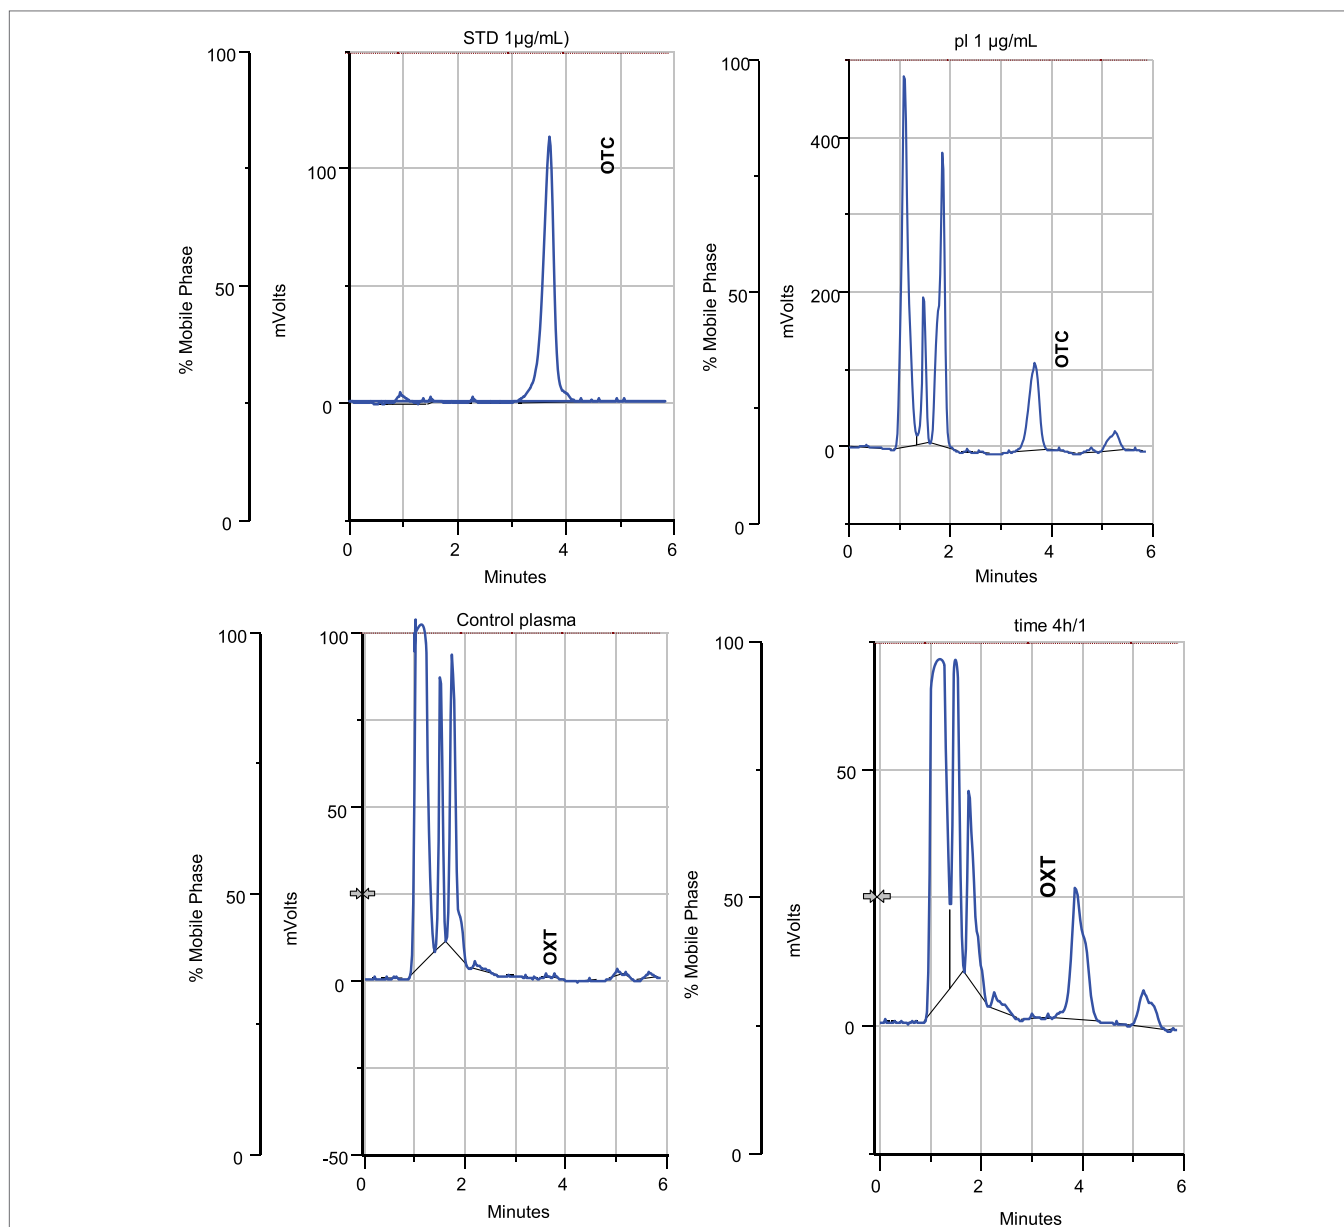 STD 1µg/mL)
100
50
0
% Mobile Phase
mVolts
100
0
OTC
0 2 4 6
Minutes
pl 1 µg/mL
100
50
0
% Mobile Phase
mVolts
400
200
0
OTC
0 2 4 6
Minutes
Control plasma
100
50
0
% Mobile Phase
mVolts
100
50
0
-50
OXT
0 2 4 6
Minutes
time 4h/1
100
50
0
% Mobile Phase
mVolts
50
0
OXT
0 2 4 6
Minutes